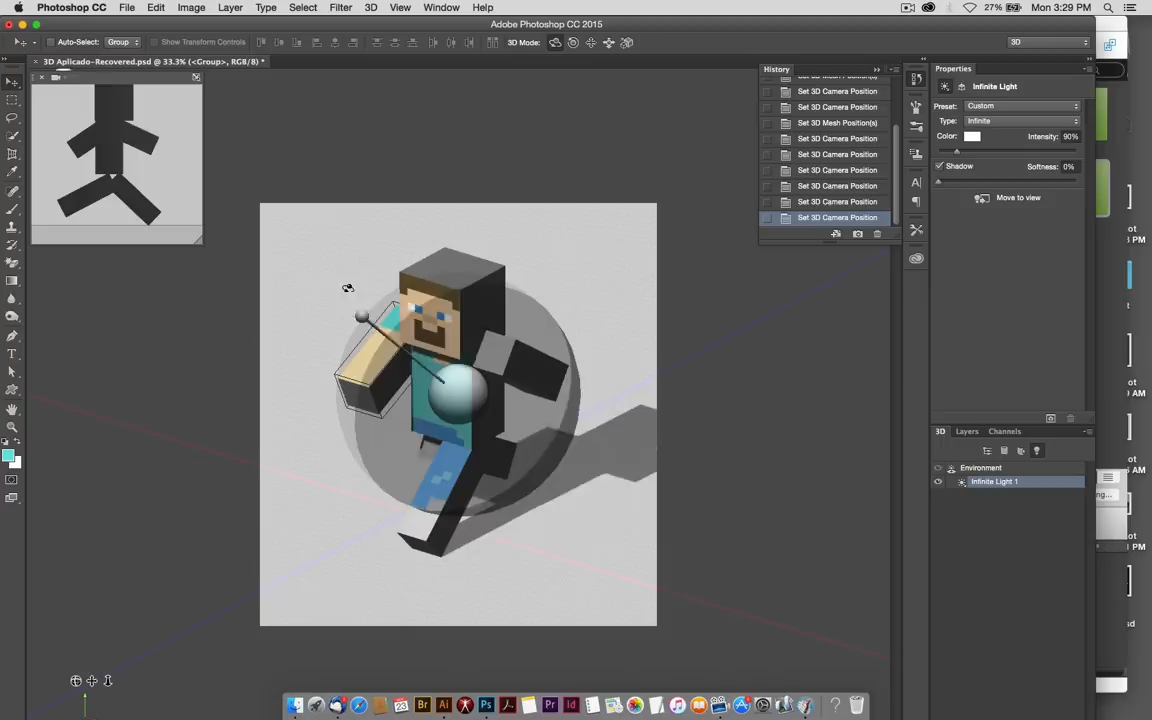 Photoshop CC File Edit Image Layer Type Select Filter 3D View Window Help 27% Mon 3:29 PM
Adobe Photoshop CC 2015
Auto-Select: Group Show Transform Controls 3D Mode: 3D
3D Aplicado-Recovered.psd @ 33.3% (<Group>, RGB/8) *
History
Set 3D Camera Position
Set 3D Camera Position
Set 3D Mesh Position(s)
Set 3D Camera Position
Set 3D Camera Position
Set 3D Camera Position
Set 3D Camera Position
Set 3D Camera Position
Set 3D Camera Position
Properties
Infinite Light
Preset: Custom
Type: Infinite
Color: Intensity: 90%
Shadow Softness: 0%
Move to view
3D Layers Channels
Environment
Infinite Light 1